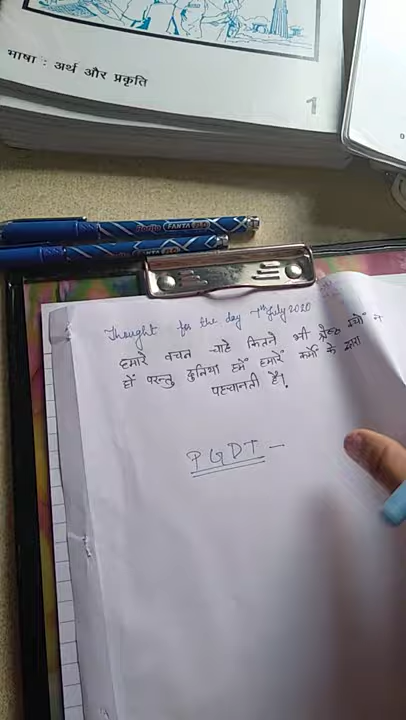 भाषा : अर्थ और प्रकृति
1
FANTA
Thought for the day 7th July 2020
हमारे वचन चाहे कितने भी श्रेष्ठ क्यों न
हों परन्तु दुनिया हमें हमारें कर्मो के द्वारा
पहचानती है।
PGDT -